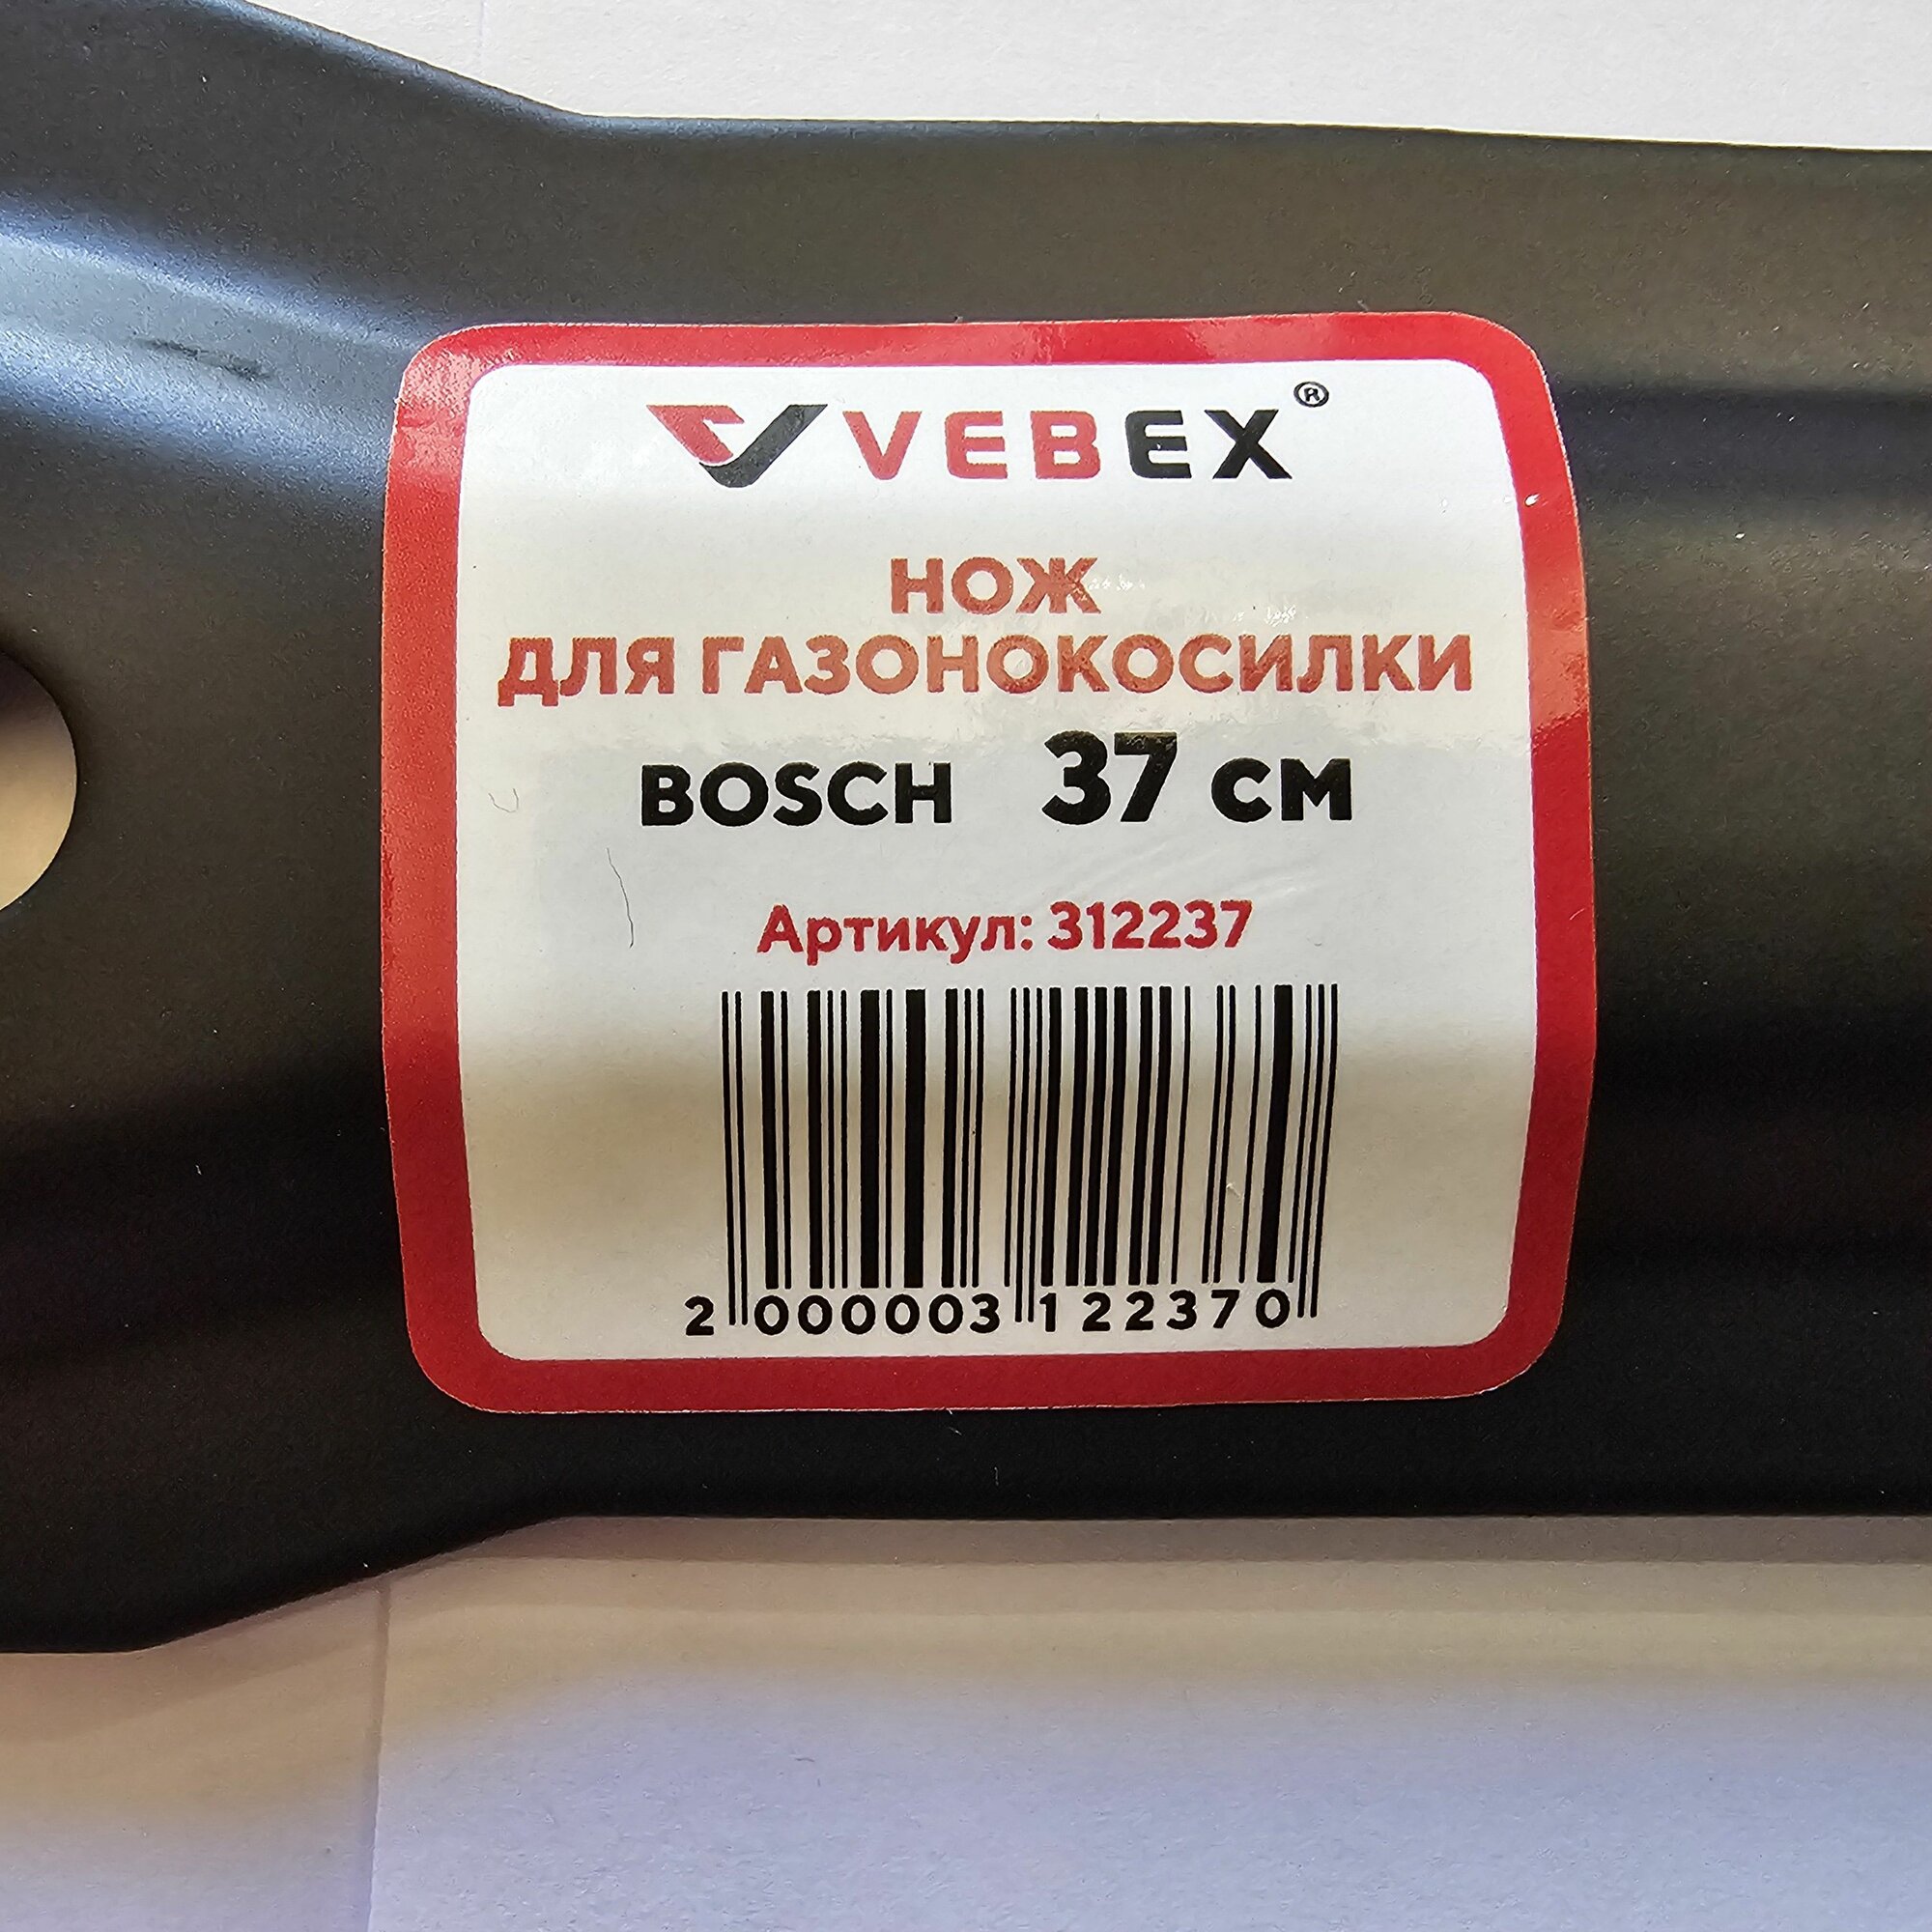 VEBEX®
НОЖ
ДЛЯ ГАЗОНОКОСИЛКИ
BOSCH 37 см
Артикул: 312237
2 000003 122370